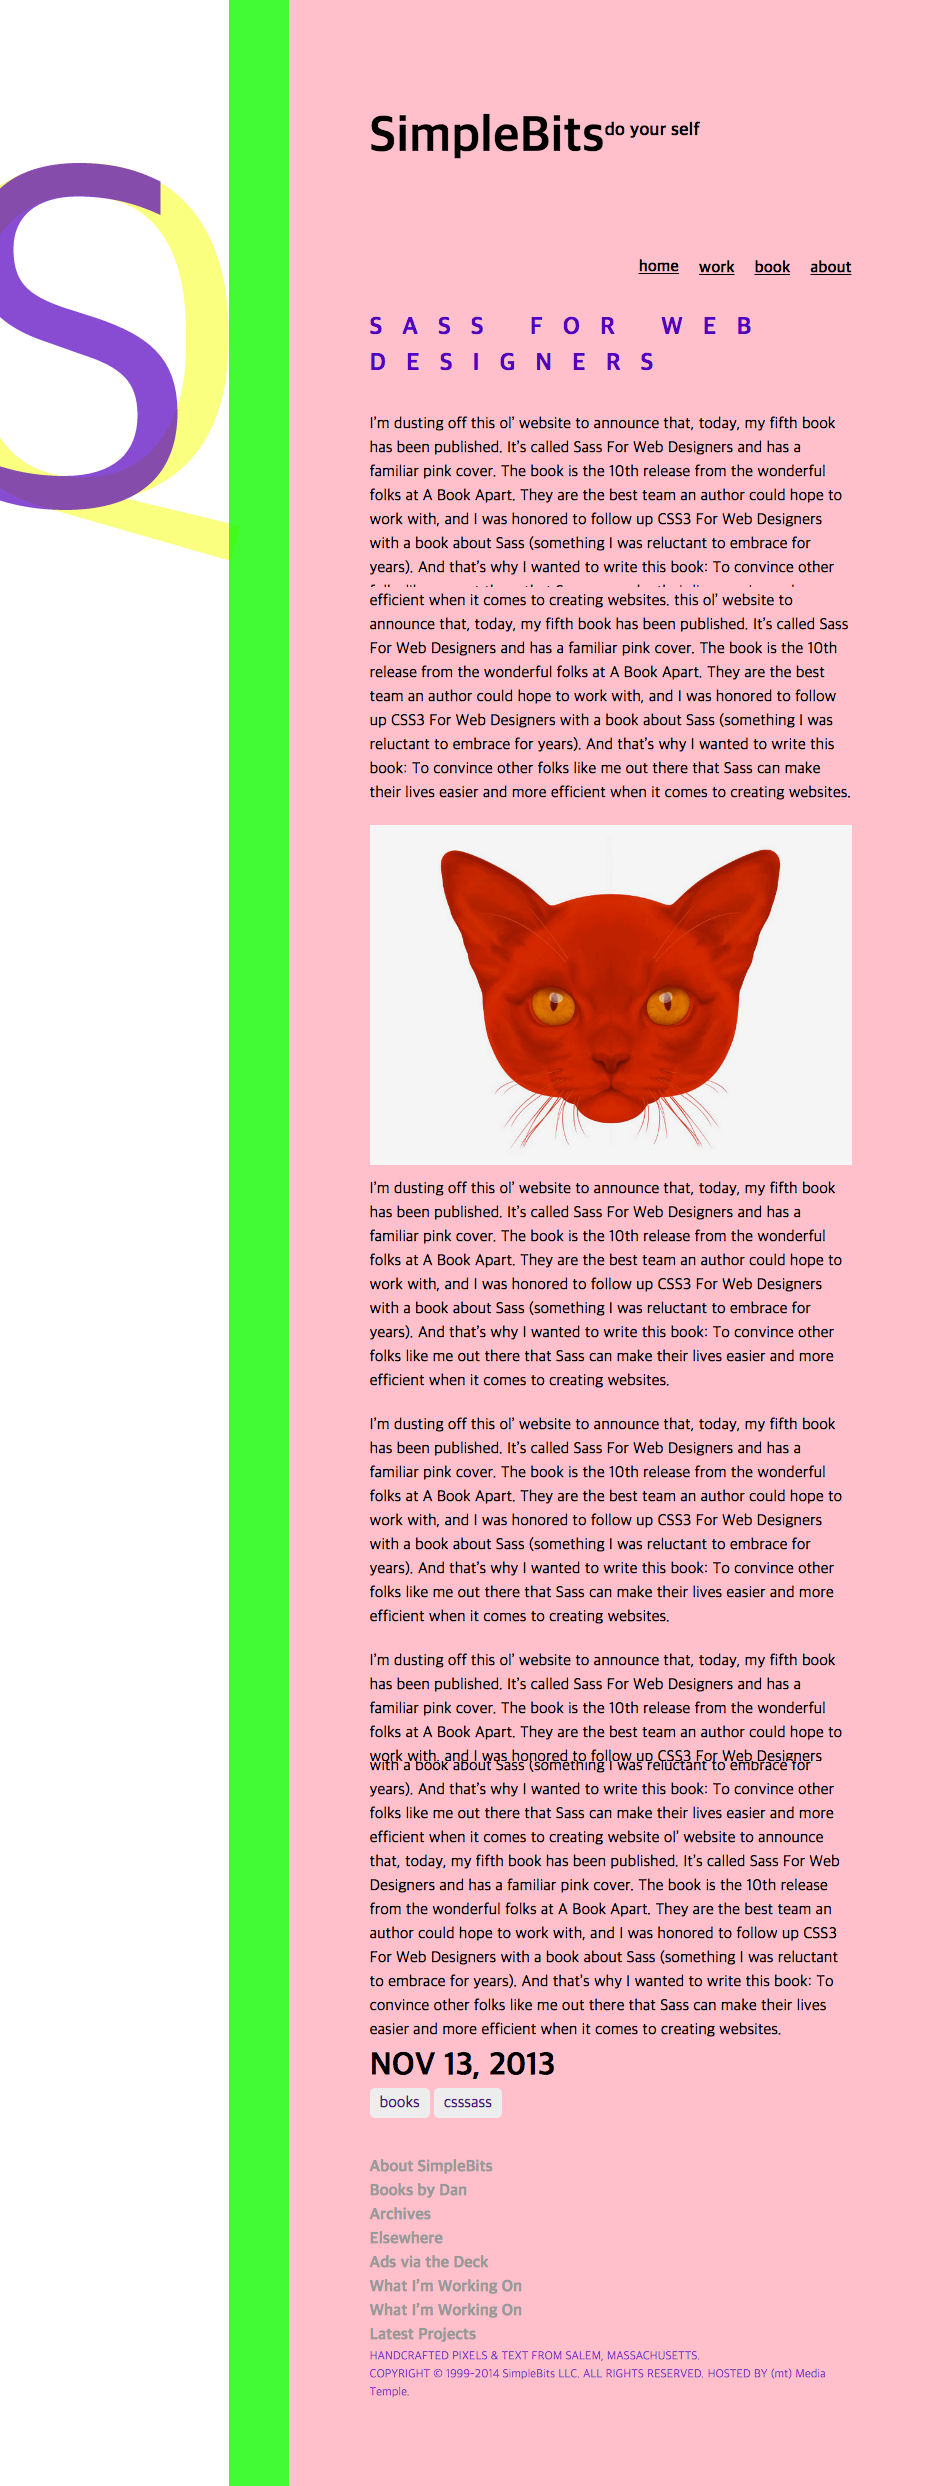 SimpleBits do your self
home work book about
S
Q
SASS FOR WEB
DESIGNERS
I’m dusting off this ol’ website to announce that, today, my fifth book
has been published. It’s called Sass For Web Designers and has a
familiar pink cover. The book is the 10th release from the wonderful
folks at A Book Apart. They are the best team an author could hope to
work with, and I was honored to follow up CSS3 For Web Designers
with a book about Sass (something I was reluctant to embrace for
years). And that’s why I wanted to write this book: To convince other
efficient when it comes to creating websites. this ol’ website to
announce that, today, my fifth book has been published. It’s called Sass
For Web Designers and has a familiar pink cover. The book is the 10th
release from the wonderful folks at A Book Apart. They are the best
team an author could hope to work with, and I was honored to follow
up CSS3 For Web Designers with a book about Sass (something I was
reluctant to embrace for years). And that’s why I wanted to write this
book: To convince other folks like me out there that Sass can make
their lives easier and more efficient when it comes to creating websites.
I’m dusting off this ol’ website to announce that, today, my fifth book
has been published. It’s called Sass For Web Designers and has a
familiar pink cover. The book is the 10th release from the wonderful
folks at A Book Apart. They are the best team an author could hope to
work with, and I was honored to follow up CSS3 For Web Designers
with a book about Sass (something I was reluctant to embrace for
years). And that’s why I wanted to write this book: To convince other
folks like me out there that Sass can make their lives easier and more
efficient when it comes to creating websites.
I’m dusting off this ol’ website to announce that, today, my fifth book
has been published. It’s called Sass For Web Designers and has a
familiar pink cover. The book is the 10th release from the wonderful
folks at A Book Apart. They are the best team an author could hope to
work with, and I was honored to follow up CSS3 For Web Designers
with a book about Sass (something I was reluctant to embrace for
years). And that’s why I wanted to write this book: To convince other
folks like me out there that Sass can make their lives easier and more
efficient when it comes to creating websites.
I’m dusting off this ol’ website to announce that, today, my fifth book
has been published. It’s called Sass For Web Designers and has a
familiar pink cover. The book is the 10th release from the wonderful
folks at A Book Apart. They are the best team an author could hope to
work with, and I was honored to follow up CSS3 For Web Designers
with a book about Sass (something I was reluctant to embrace for
years). And that’s why I wanted to write this book: To convince other
folks like me out there that Sass can make their lives easier and more
efficient when it comes to creating website ol’ website to announce
that, today, my fifth book has been published. It’s called Sass For Web
Designers and has a familiar pink cover. The book is the 10th release
from the wonderful folks at A Book Apart. They are the best team an
author could hope to work with, and I was honored to follow up CSS3
For Web Designers with a book about Sass (something I was reluctant
to embrace for years). And that’s why I wanted to write this book: To
convince other folks like me out there that Sass can make their lives
easier and more efficient when it comes to creating websites.
NOV 13, 2013
books csssass
About SimpleBits
Books by Dan
Archives
Elsewhere
Ads via the Deck
What I’m Working On
What I’m Working On
Latest Projects
HANDCRAFTED PIXELS & TEXT FROM SALEM, MASSACHUSETTS.
COPYRIGHT © 1999-2014 SimpleBits LLC. ALL RIGHTS RESERVED. HOSTED BY (mt) Media
Temple.